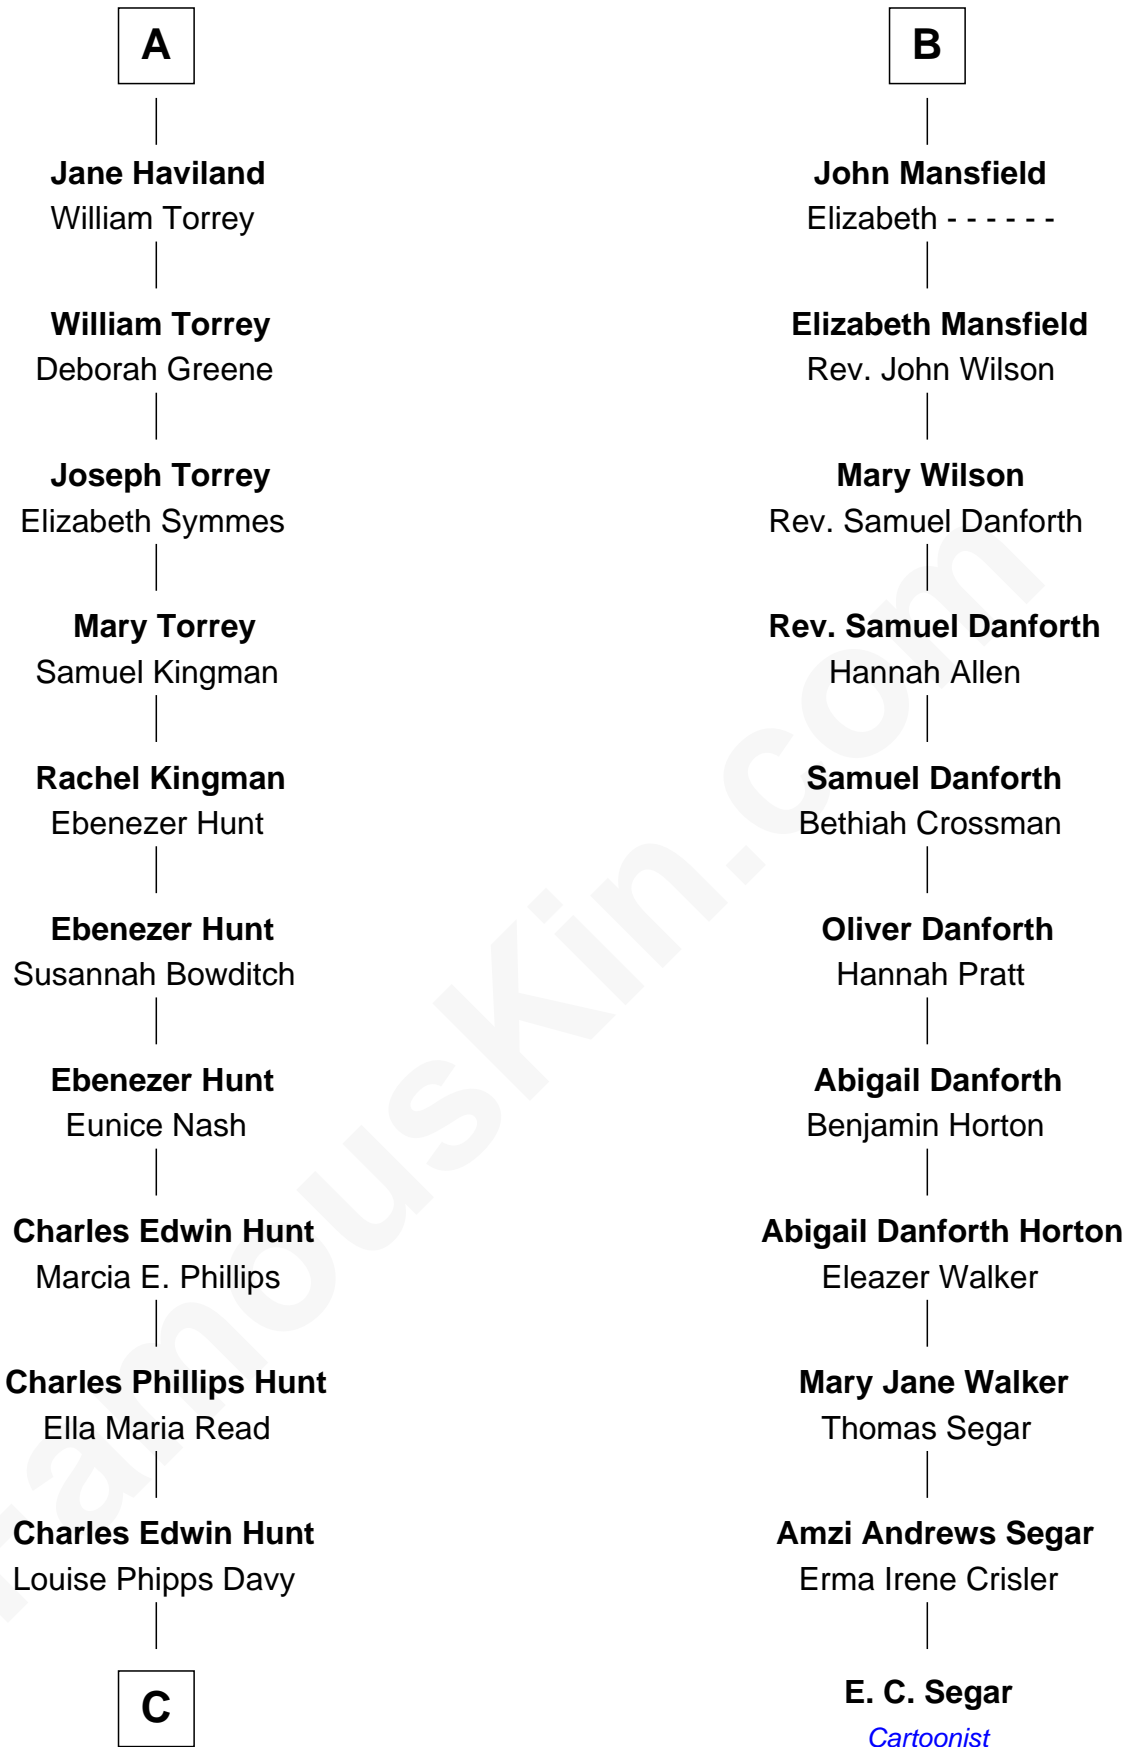 A
Jane Haviland
William Torrey
William Torrey
Deborah Greene
Joseph Torrey
Elizabeth Symmes
Mary Torrey
Samuel Kingman
Rachel Kingman
Ebenezer Hunt
Ebenezer Hunt
Susannah Bowditch
Ebenezer Hunt
Eunice Nash
Charles Edwin Hunt
Marcia E. Phillips
Charles Phillips Hunt
Ella Maria Read
Charles Edwin Hunt
Louise Phipps Davy
C
B
John Mansfield
Elizabeth - - - - - -
Elizabeth Mansfield
Rev. John Wilson
Mary Wilson
Rev. Samuel Danforth
Rev. Samuel Danforth
Hannah Allen
Samuel Danforth
Bethiah Crossman
Oliver Danforth
Hannah Pratt
Abigail Danforth
Benjamin Horton
Abigail Danforth Horton
Eleazer Walker
Mary Jane Walker
Thomas Segar
Amzi Andrews Segar
Erma Irene Crisler
E. C. Segar
Cartoonist
FamousKin.com